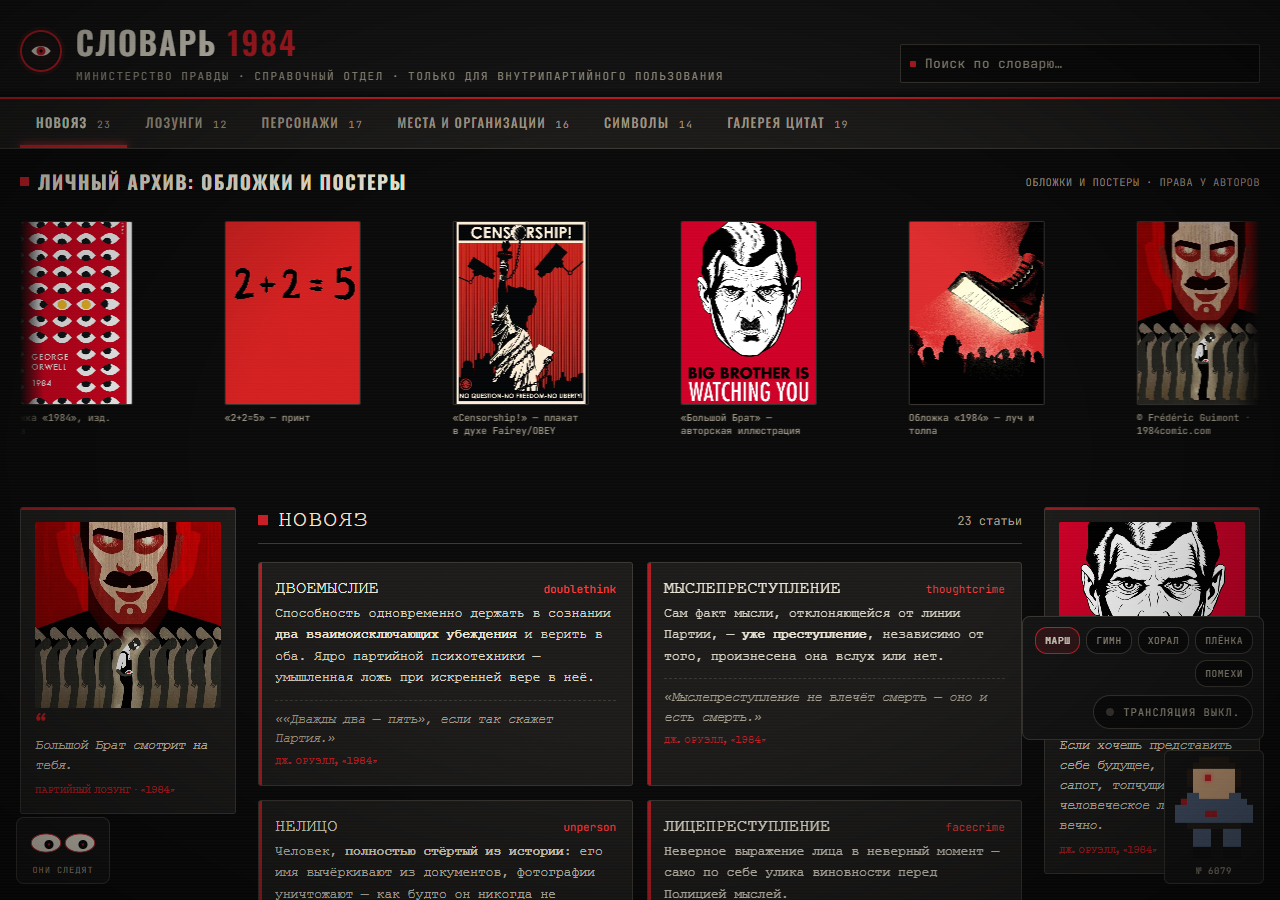 СЛОВАРЬ 1984
МИНИСТЕРСТВО ПРАВДЫ · СПРАВОЧНЫЙ ОТДЕЛ · ТОЛЬКО ДЛЯ ВНУТРИПАРТИЙНОГО ПОЛЬЗОВАНИЯ
Поиск по словарю…
НОВОЯЗ 23 ЛОЗУНГИ 12 ПЕРСОНАЖИ 17 МЕСТА И ОРГАНИЗАЦИИ 16 СИМВОЛЫ 14 ГАЛЕРЕЯ ЦИТАТ 19
ЛИЧНЫЙ АРХИВ: ОБЛОЖКИ И ПОСТЕРЫ
ОБЛОЖКИ И ПОСТЕРЫ · ПРАВА У АВТОРОВ
GEORGE
ORWELL
1984
«1984», изд.
2+2=5
«2+2=5» — принт
CENSORSHIP!
NO QUESTION-NO FREEDOM-NO LIBERTY
«Censorship!» — плакат
в духе Fairey/OBEY
BIG BROTHER IS
WATCHING YOU
«Большой Брат» —
авторская иллюстрация
Обложка «1984» — луч и
толпа
© Frédéric Guimont ·
1984comic.com
“
Большой Брат смотрит на
тебя.
ПАРТИЙНЫЙ ЛОЗУНГ · «1984»
ОНИ СЛЕДЯТ
НОВОЯЗ
23 статьи
ДВОЕМЫСЛИЕ doublethink
Способность одновременно держать в сознании
два взаимоисключающих убеждения и верить в
оба. Ядро партийной психотехники —
умышленная ложь при искренней вере в неё.
««Дважды два — пять», если так скажет
Партия.»
ДЖ. ОРУЭЛЛ, «1984»
МЫСЛЕПРЕСТУПЛЕНИЕ thoughtcrime
Сам факт мысли, отклоняющейся от линии
Партии, — уже преступление, независимо от
того, произнесена она вслух или нет.
«Мыслепреступление не влечёт смерть — оно и
есть смерть.»
ДЖ. ОРУЭЛЛ, «1984»
НЕЛИЦО unperson
Человек, полностью стёртый из истории: его
имя вычёркивают из документов, фотографии
уничтожают — как будто он никогда не
ЛИЦЕПРЕСТУПЛЕНИЕ facecrime
Неверное выражение лица в неверный момент —
само по себе улика виновности перед
Полицией мыслей.
МАРШ ГИМН ХОРАЛ ПЛЁНКА
ПОМЕХИ
ТРАНСЛЯЦИЯ ВЫКЛ.
Если хочешь представить
себе будущее,
сапог,
человеческое
вечно.
ДЖ. ОРУЭЛЛ, «1984»
№ 6079